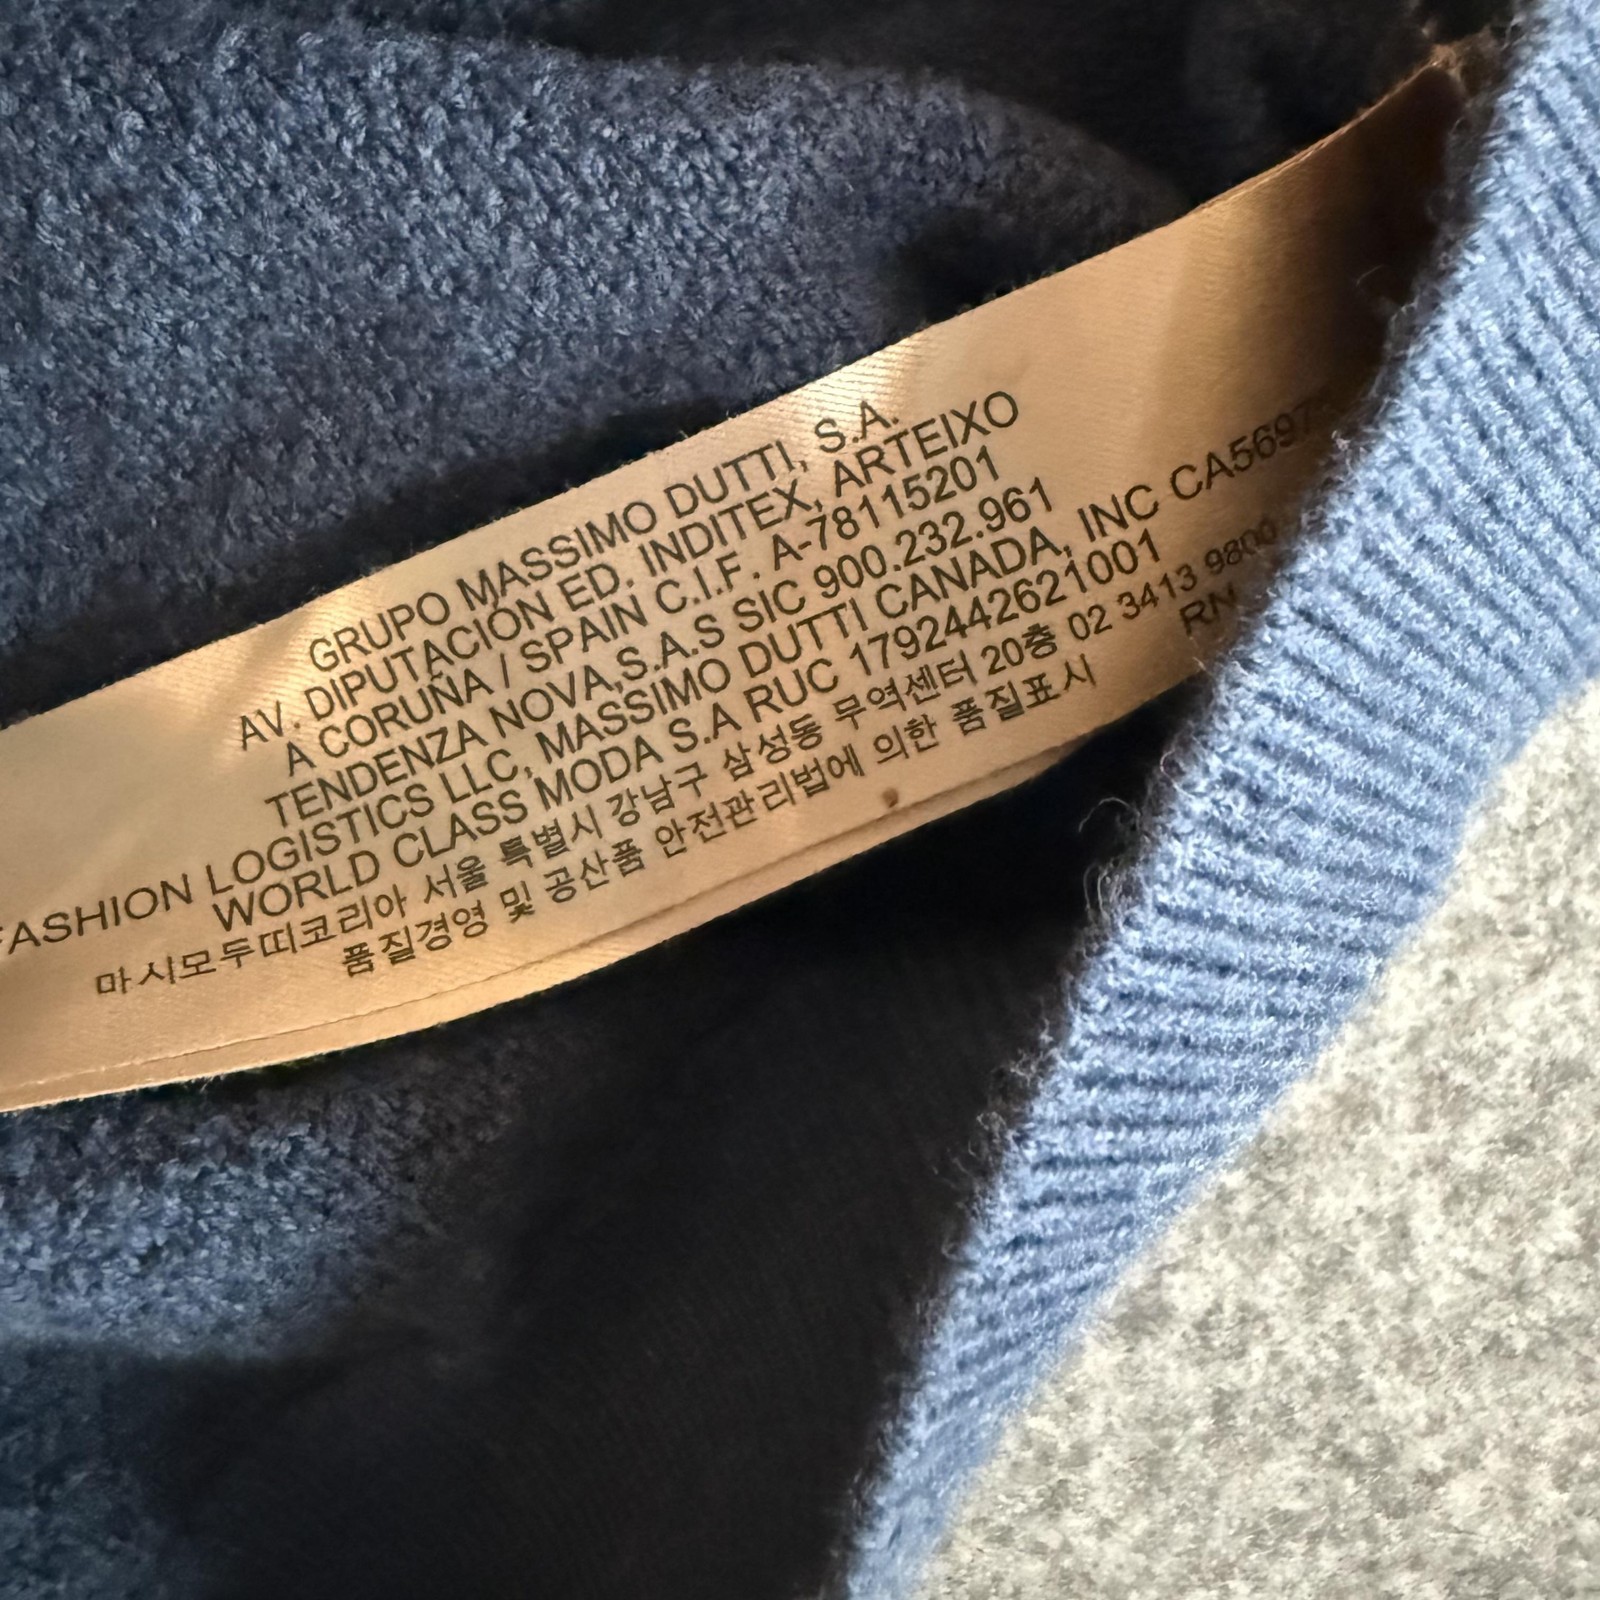 GRUPO MASSIMO DUTTI, S.A.
AV. DIPUTACIÓN ED. INDITEX, ARTEIXO
A CORUÑA / SPAIN C.I.F. A-78115201
TENDENZA NOVA,S.A.S SIC 900.232.961
FASHION LOGISTICS LLC, MASSIMO DUTTI CANADA, INC
WORLD CLASS MODA S.A RUC 1792442621001
마시모두띠코리아 서울 특별시 강남구 삼성동 무역센터 20층 02 3413 9800
품질경영 및 공산품 안전관리법에 의한 품질표시
RN